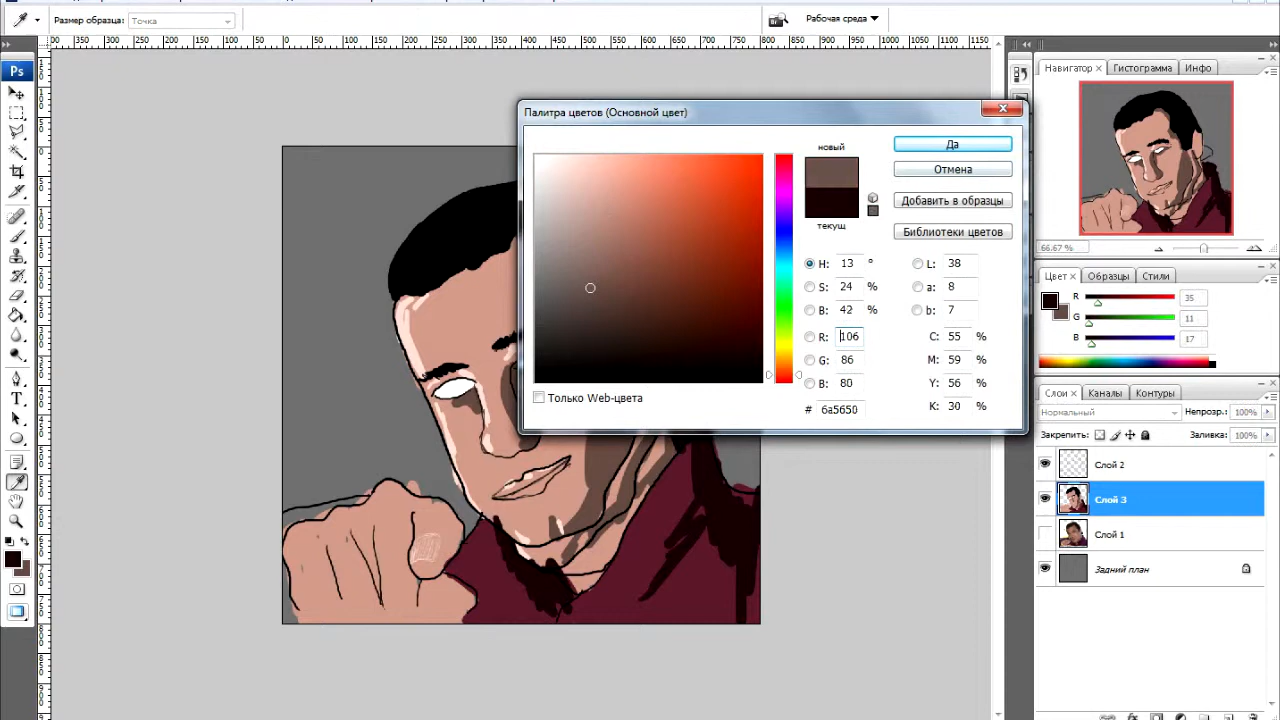 Размер образца: Точка
Рабочая среда
Ps
Навигатор × Гистограмма Инфо
66.67 %
Палитра цветов (Основной цвет)
новый
текущ
Да
Отмена
Добавить в образцы
Библиотеки цветов
H: 13 ° L: 38
S: 24 % a: 8
B: 42 % b: 7
R: 106 C: 55 %
G: 86 M: 59 %
B: 80 Y: 56 %
# 6a5650 K: 30 %
Только Web-цвета
Цвет × Образцы Стили
R 35
G 11
B 17
Слои × Каналы Контуры
Нормальный Непрозр.: 100%
Закрепить: Заливка: 100%
Слой 2
Слой 3
Слой 1
Задний план